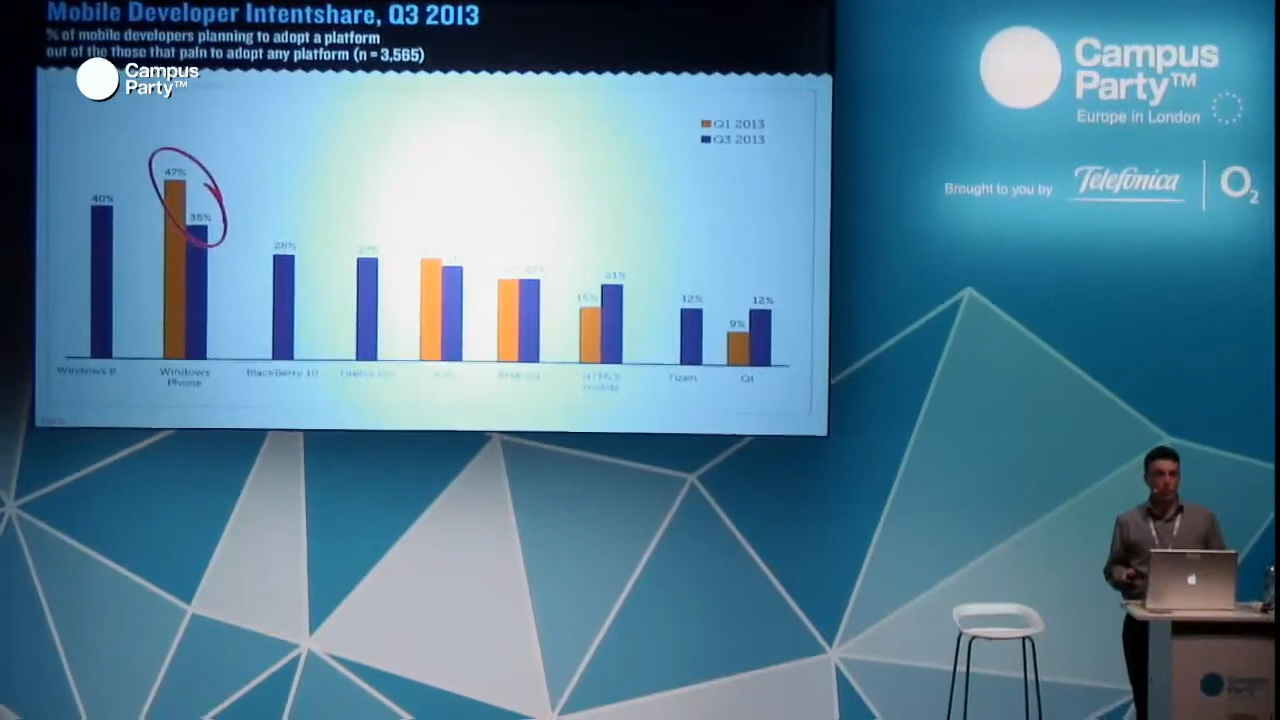 Mobile Developer Intentshare, Q3 2013
% of mobile developers planning to adopt a platform
out of the those that paln to adopt any platform (n = 3,565)
Campus
Party™
Campus
Party™
Europe in London
Brought to you by
Telefónica
O2
Q1 2013
Q3 2013
40%
47%
28%
15%
21%
12%
9%
12%
Windows 8
Windows
Phone
BlackBerry 10
Android
HTML5
mobile
Tizen
Qt
Campus
Party